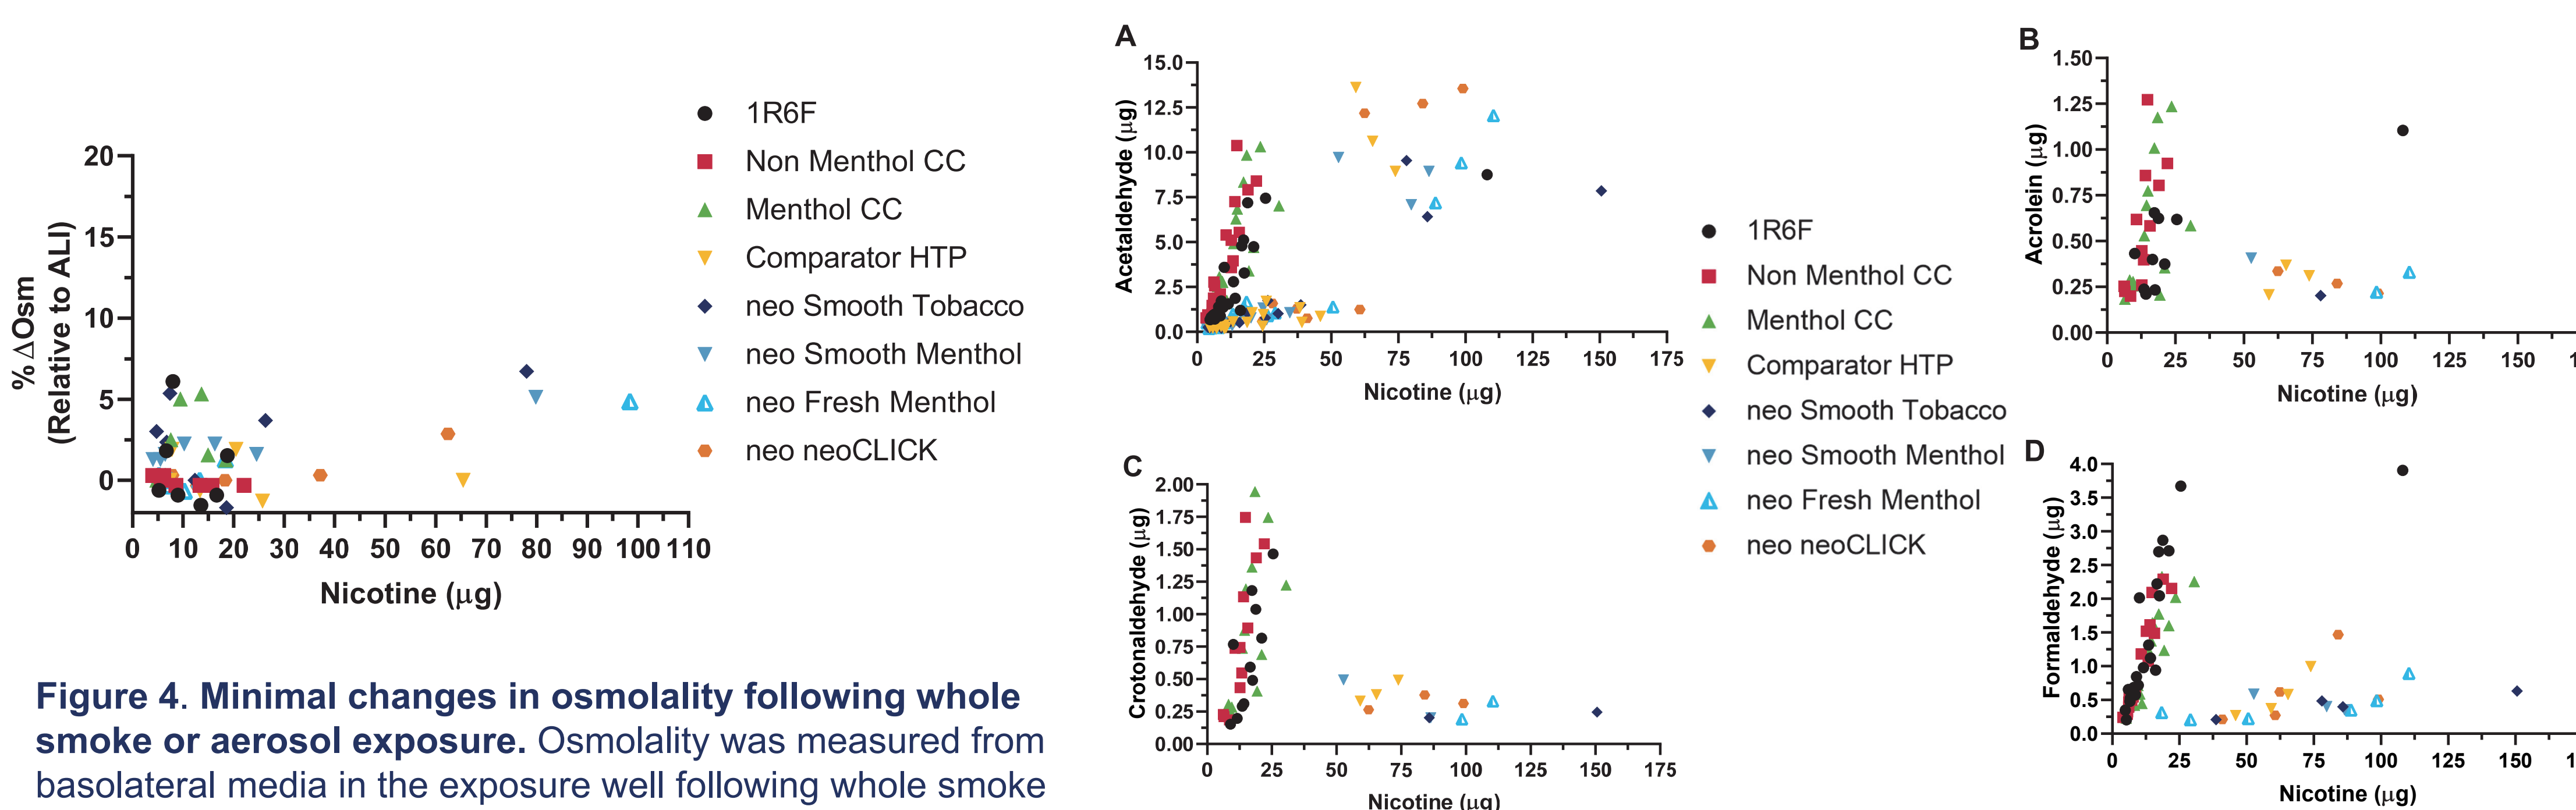 20
15
10
5
0
% ΔOsm
(Relative to ALI)
0 10 20 30 40 50 60 70 80 90 100 110
Nicotine (μg)
1R6F
Non Menthol CC
Menthol CC
Comparator HTP
neo Smooth Tobacco
neo Smooth Menthol
neo Fresh Menthol
neo neoCLICK
Figure 4. Minimal changes in osmolality following whole
smoke or aerosol exposure. Osmolality was measured from
basolateral media in the exposure well following whole smoke
A
15.0
12.5
10.0
7.5
5.0
2.5
0.0
Acetaldehyde (μg)
0 25 50 75 100 125 150 175
Nicotine (μg)
C
2.00
1.75
1.50
1.25
1.00
0.75
0.50
0.25
0.00
Crotonaldehyde (μg)
0 25 50 75 100 125 150 175
Nicotine (μg)
1R6F
Non Menthol CC
Menthol CC
Comparator HTP
neo Smooth Tobacco
neo Smooth Menthol
neo Fresh Menthol
neo neoCLICK
B
1.50
1.25
1.00
0.75
0.50
0.25
0.00
Acrolein (μg)
0 25 50 75 100 125 150
Nicotine (μg)
D
4.0
3.5
3.0
2.5
2.0
1.5
1.0
0.5
0.0
Formaldehyde (μg)
0 25 50 75 100 125 150
Nicotine (μg)